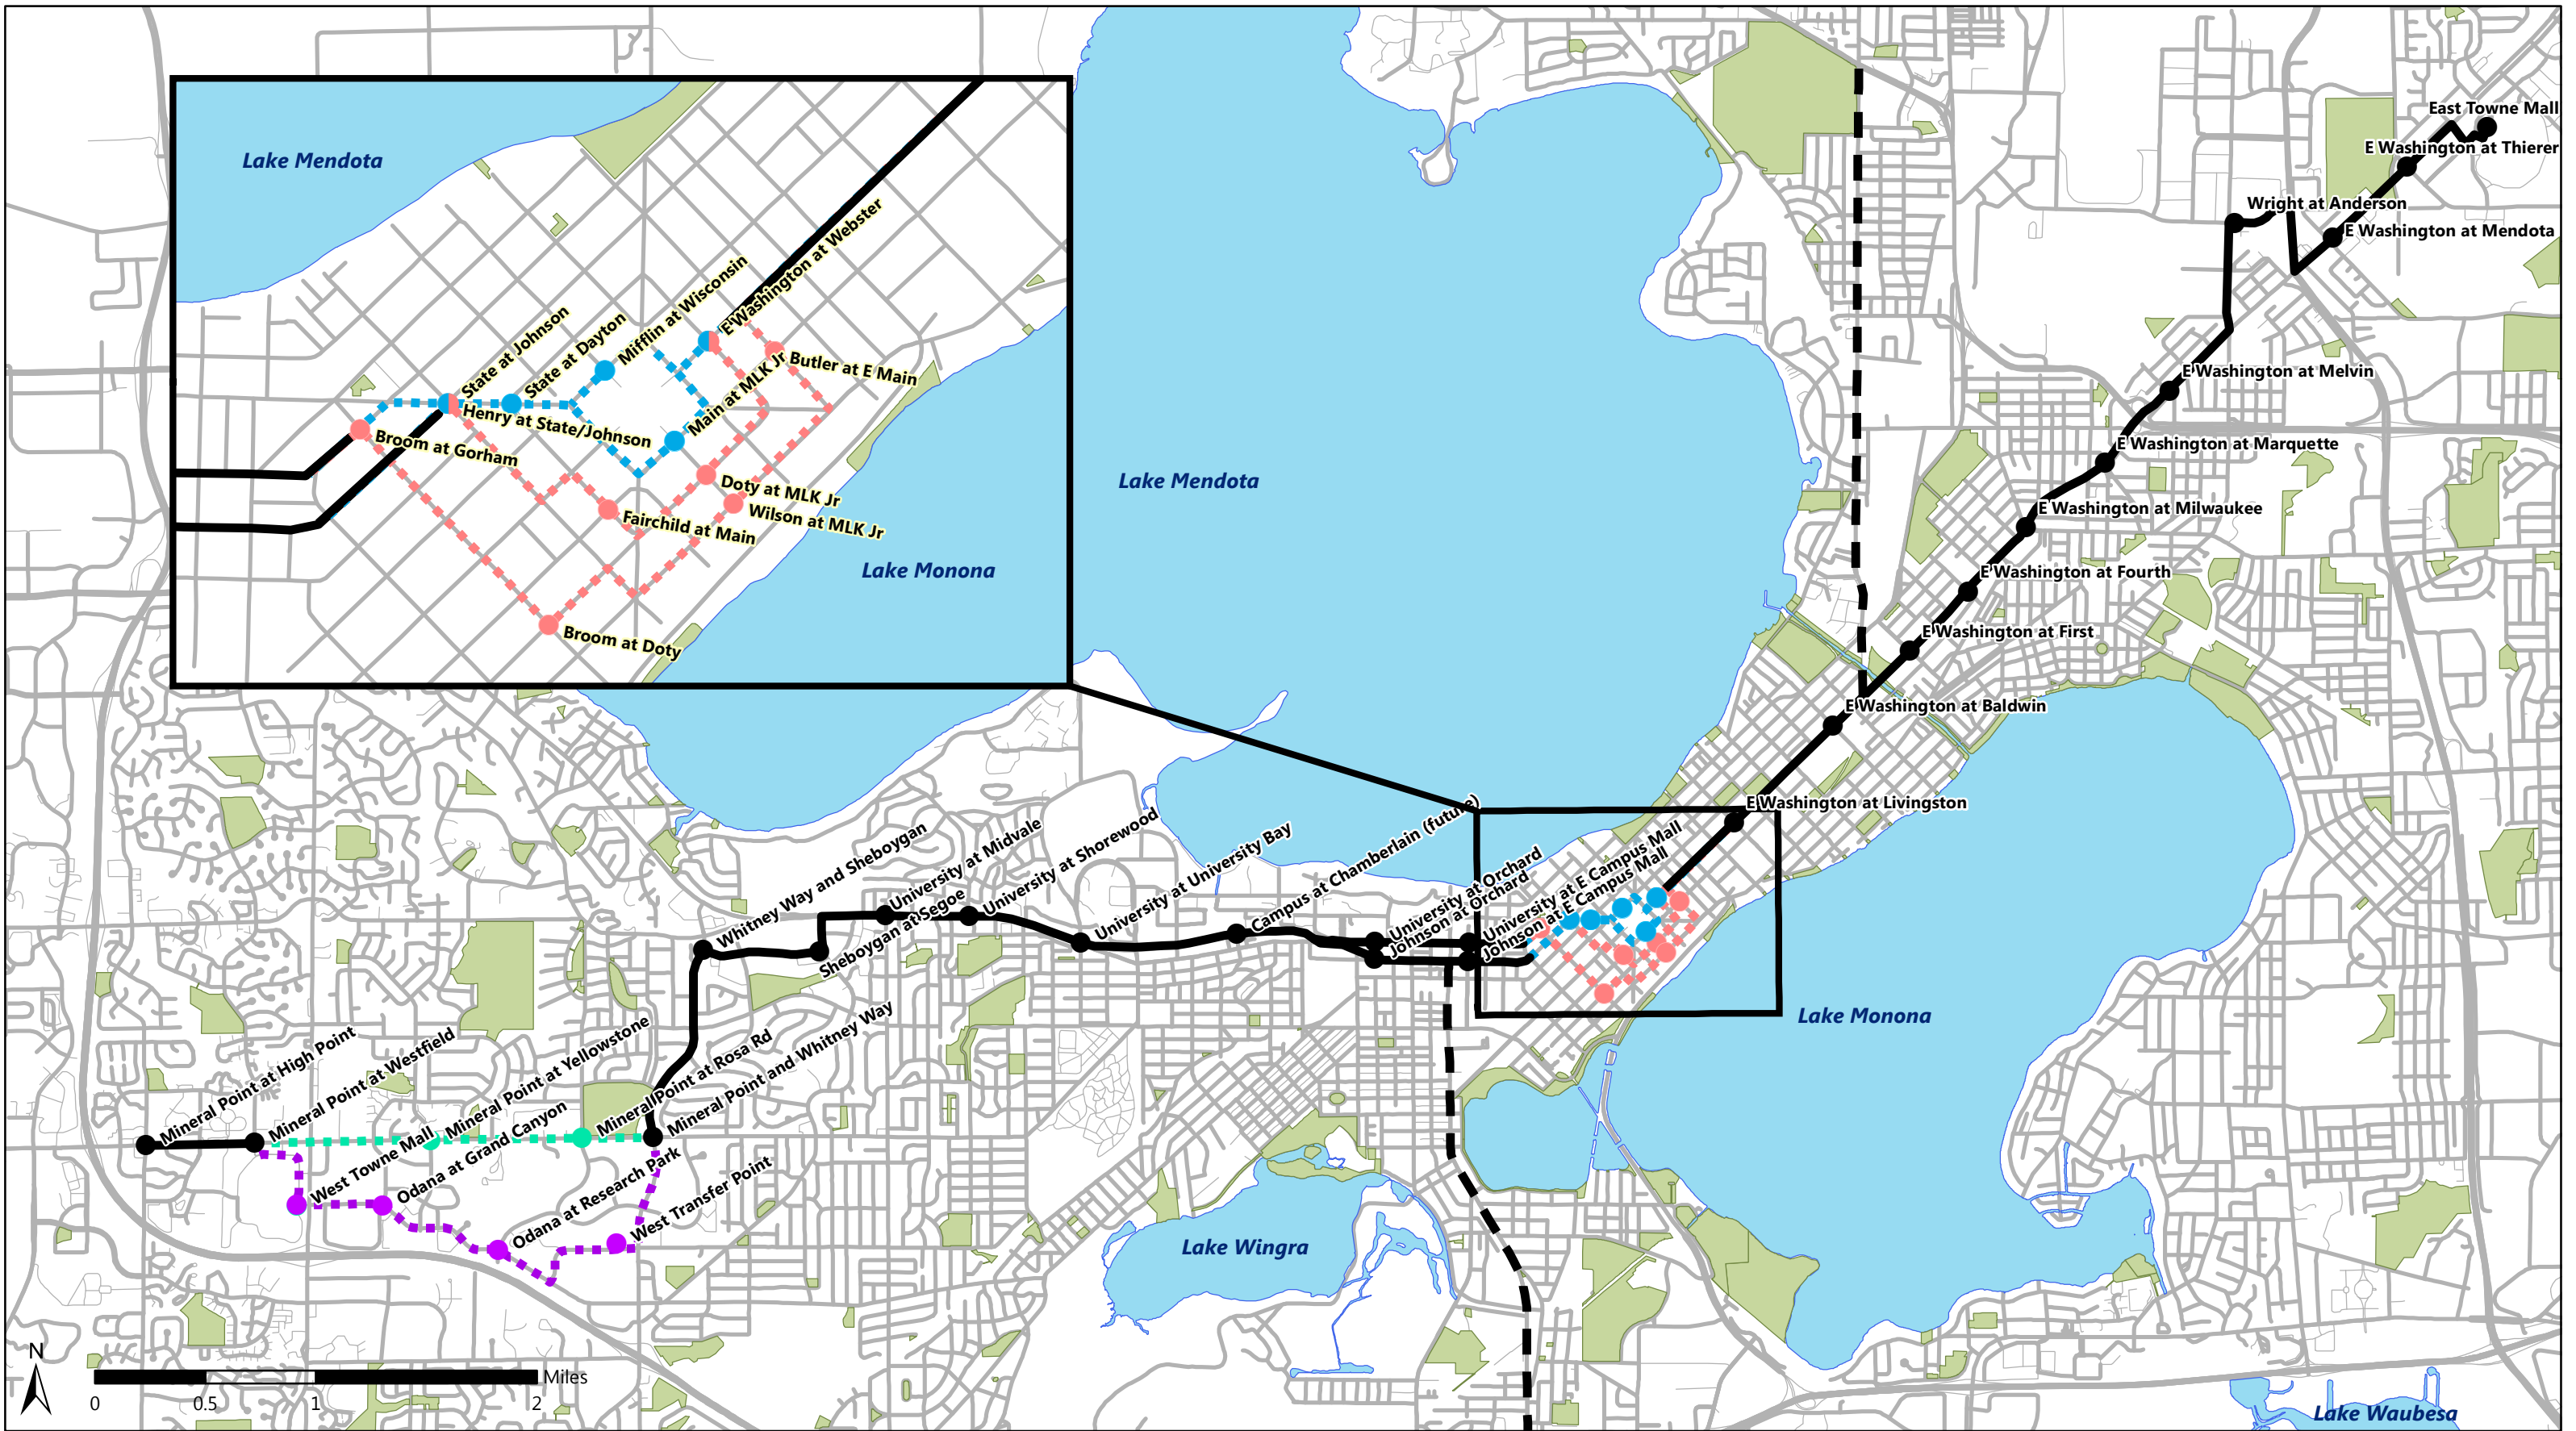 East Towne Mall
E Washington at Thierer
Wright at Anderson
E Washington at Mendota
E Washington at Melvin
E Washington at Marquette
E Washington at Milwaukee
E Washington at Fourth
E Washington at First
E Washington at Baldwin
E Washington at Livingston
Lake Mendota
State at Johnson
State at Dayton
Mifflin at Wisconsin
E Washington at Webster
Butler at E Main
Main at MLK Jr
Henry at State/Johnson
Broom at Gorham
Doty at MLK Jr
Wilson at MLK Jr
Fairchild at Main
Broom at Doty
Lake Monona
Lake Mendota
Whitney Way and Sheboygan
Sheboygan at Segoe
University at Midvale
University at Shorewood
University at University Bay
Campus at Chamberlain (future)
University at Orchard
Johnson at Orchard
University at E Campus Mall
Johnson at E Campus Mall
Lake Monona
Mineral Point at High Point
Mineral Point at Westfield
Mineral Point at Yellowstone
Mineral Point at Rosa Rd
Mineral Point and Whitney Way
West Towne Mall
Odana at Grand Canyon
Odana at Research Park
West Transfer Point
Lake Wingra
Lake Waubesa
N
Miles
0 0.5 1 2